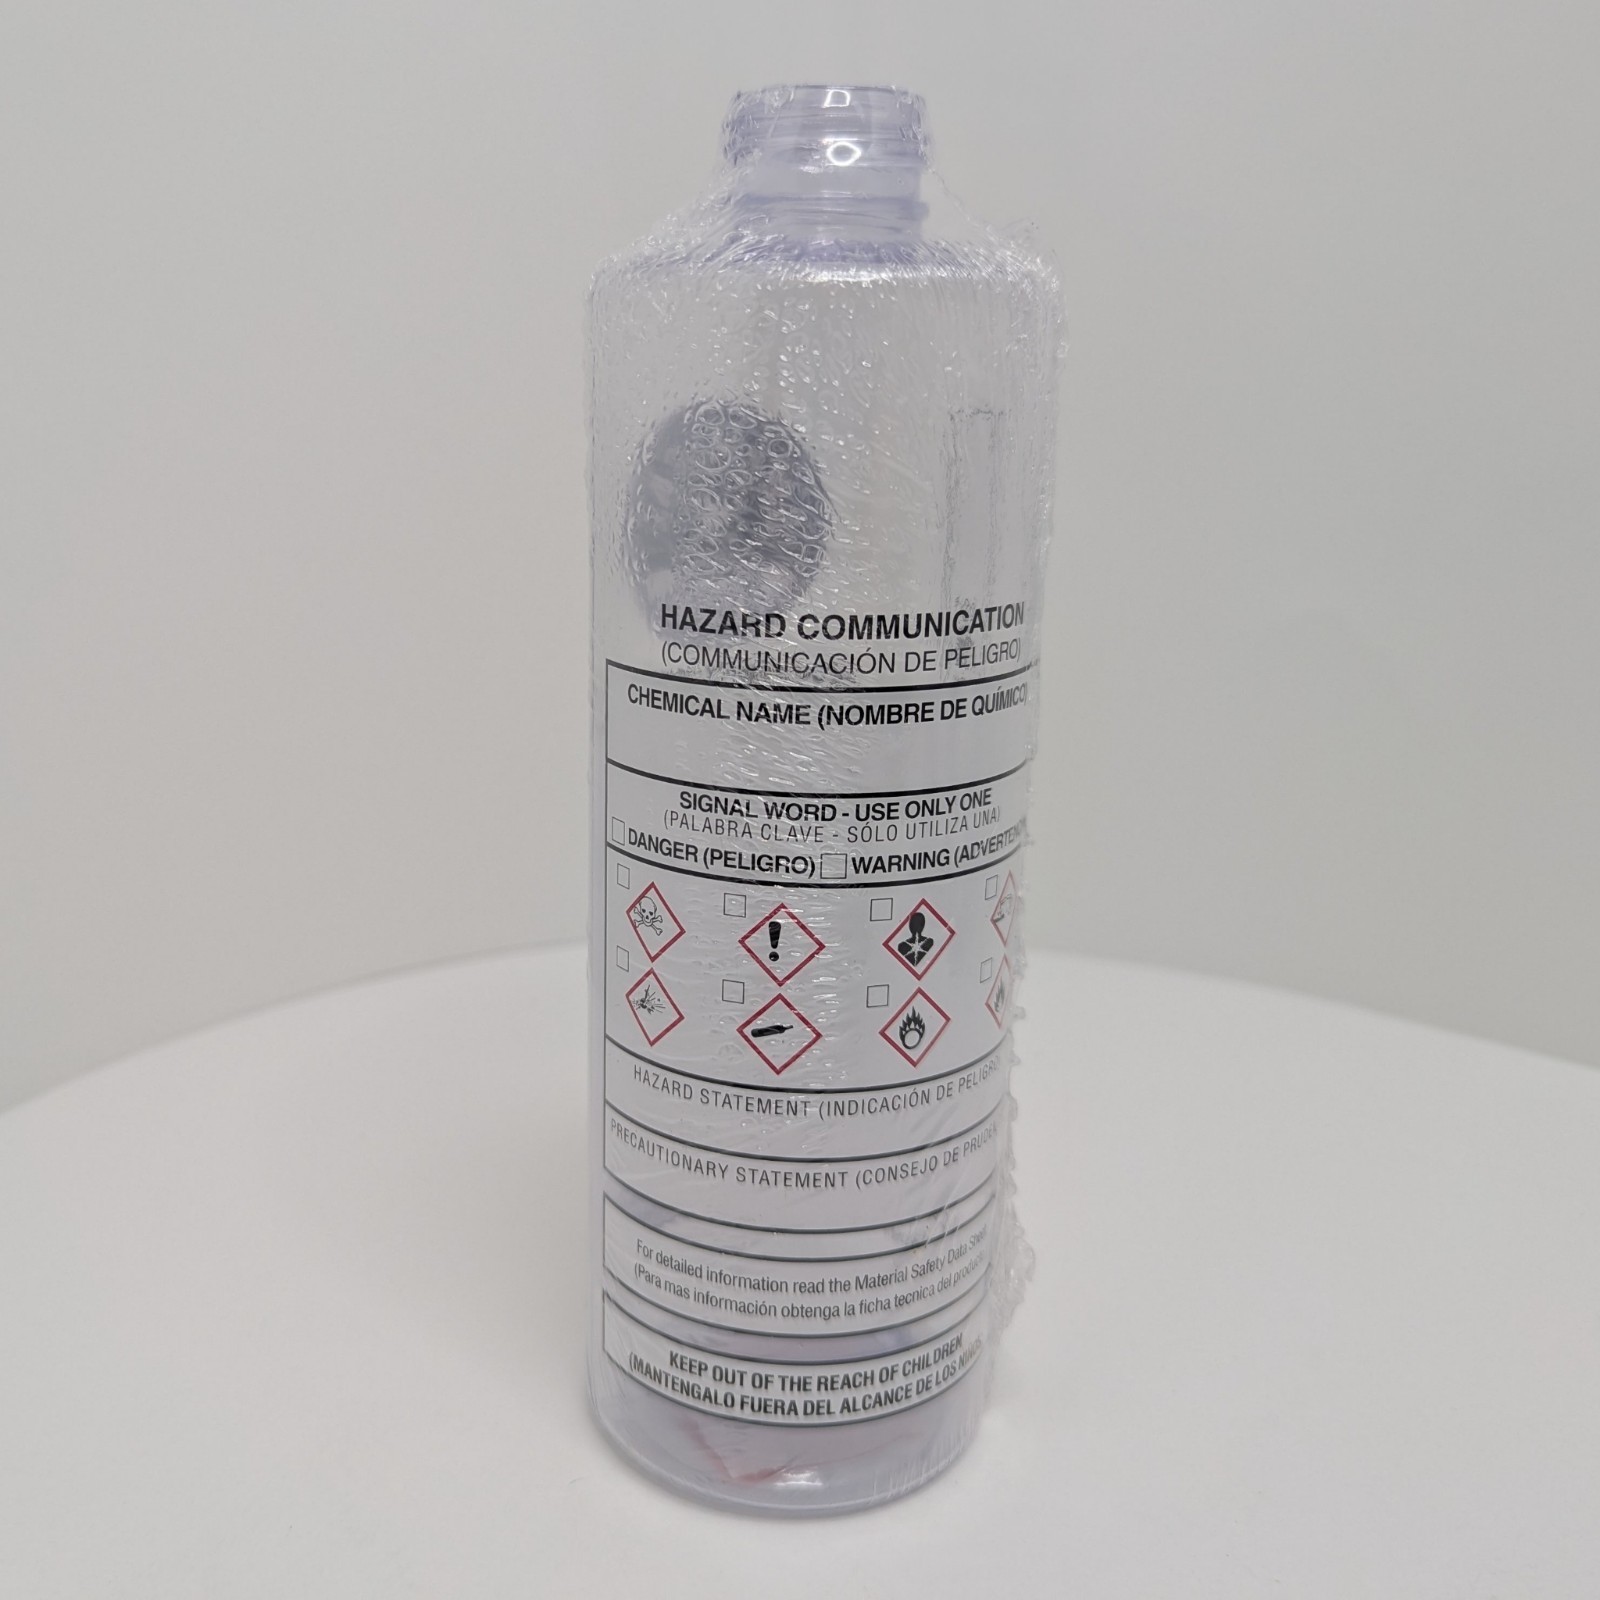 HAZARD COMMUNICATION
(COMMUNICACIÓN DE PELIGRO)
CHEMICAL NAME (NOMBRE DE QUÍMICO)
SIGNAL WORD - USE ONLY ONE
(PALABRA CLAVE - SÓLO UTILIZA UNA)
DANGER (PELIGRO) WARNING
HAZARD STATEMENT (INDICACIÓN DE PELIGRO)
PRECAUTIONARY STATEMENT (CONSEJO DE
For detailed information read the Material Safety Data
(Para mas información obtenga la ficha tecnica del
KEEP OUT OF THE REACH OF CHILDREN
(MANTENGALO FUERA DEL ALCANCE DE LOS